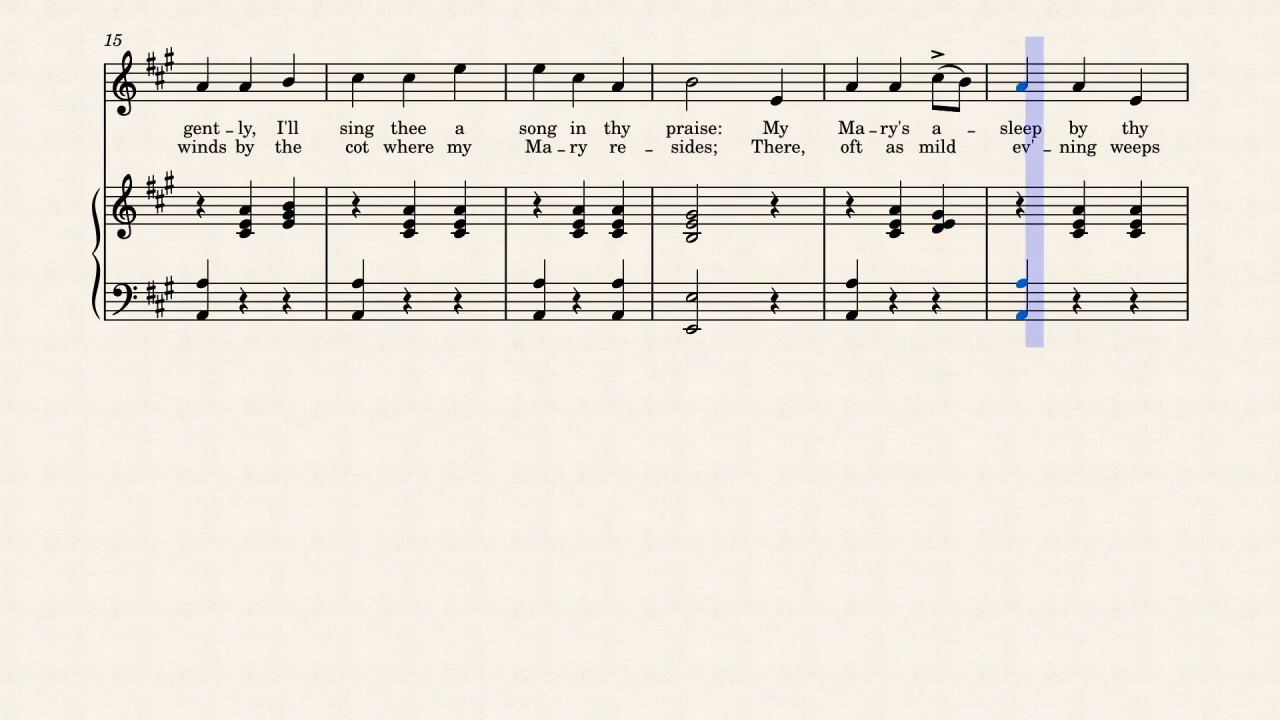 15
gent – ly, I'll sing thee a song in thy praise: My Ma – ry's a – sleep by thy
winds by the cot where my Ma – ry re – sides; There, oft as mild ev' – ning weeps